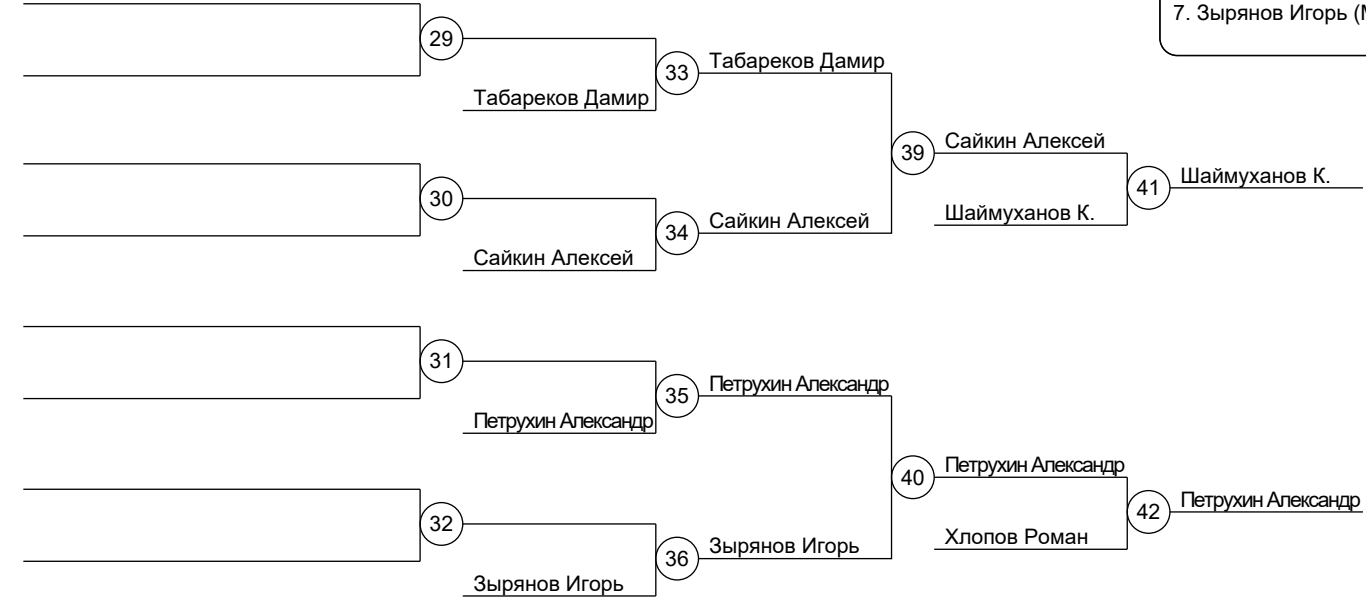 7. Зырянов Игорь (
29
33
Табареков Дамир
Табареков Дамир
39
Сайкин Алексей
41
Шаймуханов К.
30
34
Сайкин Алексей
Шаймуханов К.
Сайкин Алексей
31
35
Петрухин Александр
Петрухин Александр
40
Петрухин Александр
42
Петрухин Александр
32
36
Зырянов Игорь
Хлопов Роман
Зырянов Игорь